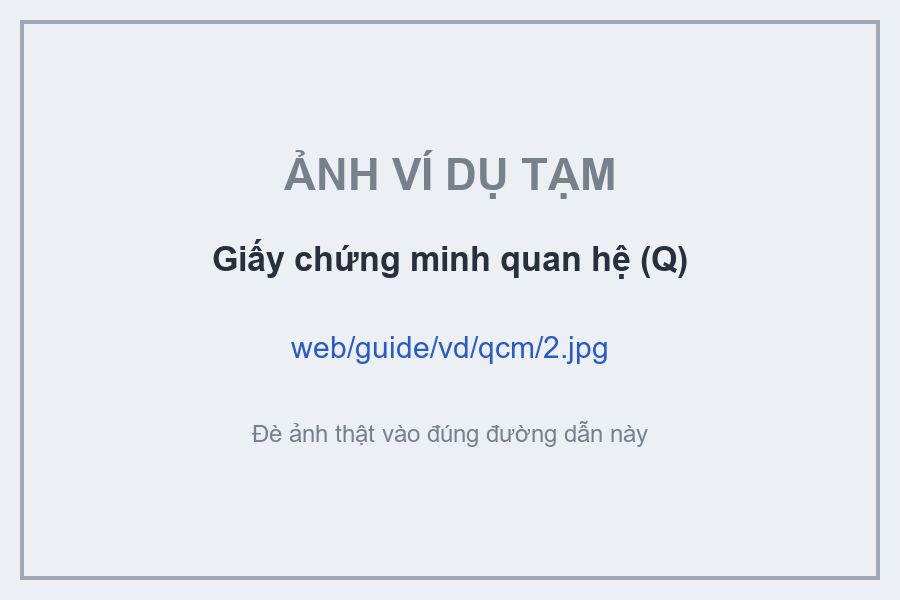 ẢNH VÍ DỤ TẠM
Giấy chứng minh quan hệ (Q)
web/guide/vd/qcm/2.jpg
Đè ảnh thật vào đúng đường dẫn này